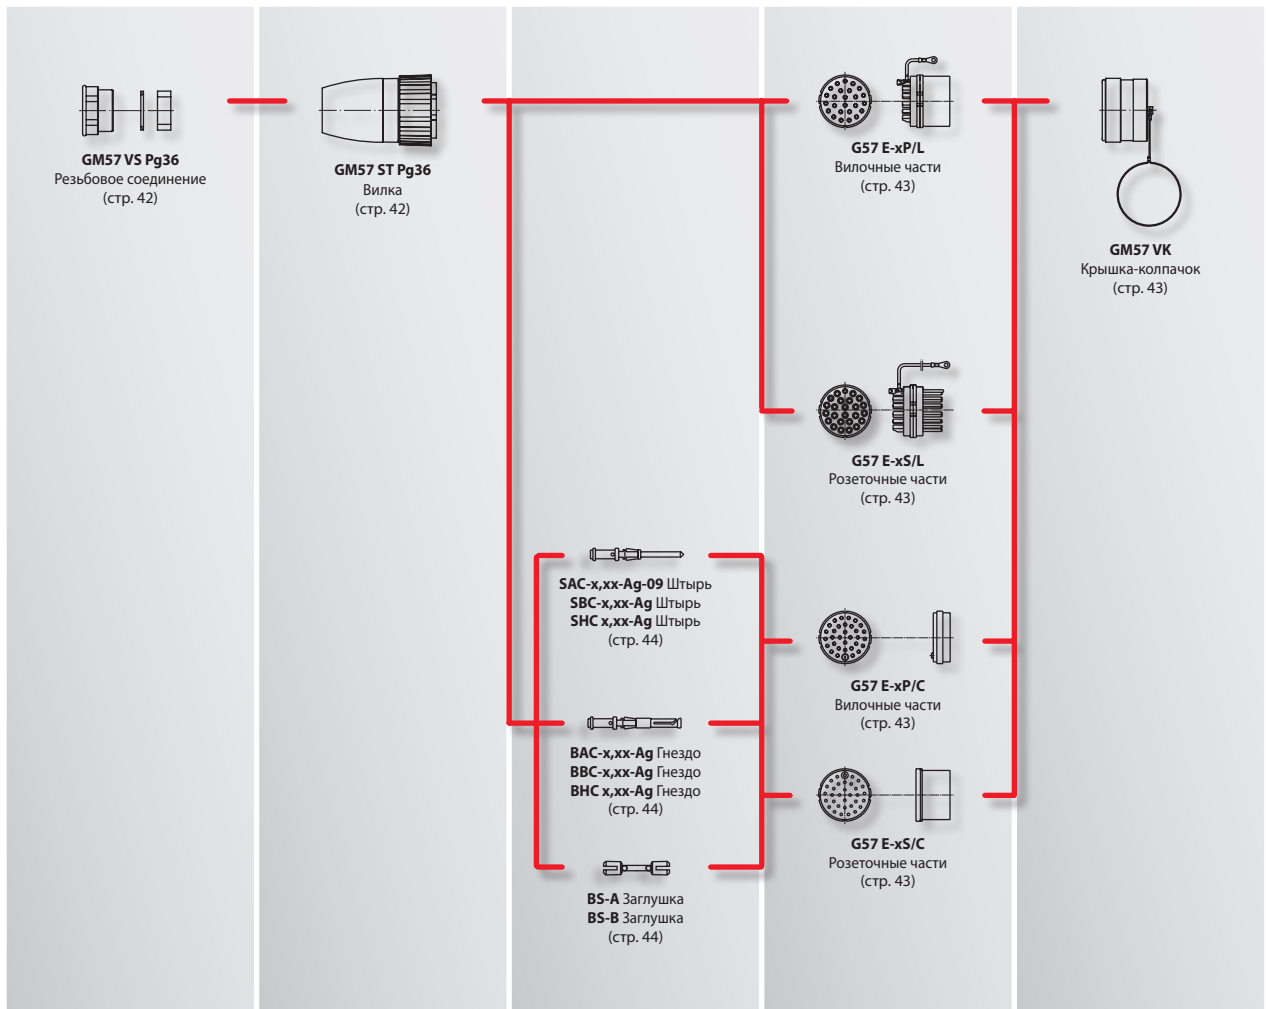 GM57 VS Pg36
Резьбовое соединение
(стр. 42)
GM57 ST Pg36
Вилка
(стр. 42)
SAC-x,xx-Ag-09 Штырь
SBC-x,xx-Ag Штырь
SHC x,xx-Ag Штырь
(стр. 44)
BAC-x,xx-Ag Гнездо
BBC-x,xx-Ag Гнездо
BHC x,xx-Ag Гнездо
(стр. 44)
BS-A Заглушка
BS-B Заглушка
(стр. 44)
G57 E-xP/L
Вилочные части
(стр. 43)
G57 E-xS/L
Розеточные части
(стр. 43)
G57 E-xP/C
Вилочные части
(стр. 43)
G57 E-xS/C
Розеточные части
(стр. 43)
GM57 VK
Крышка-колпачок
(стр. 43)